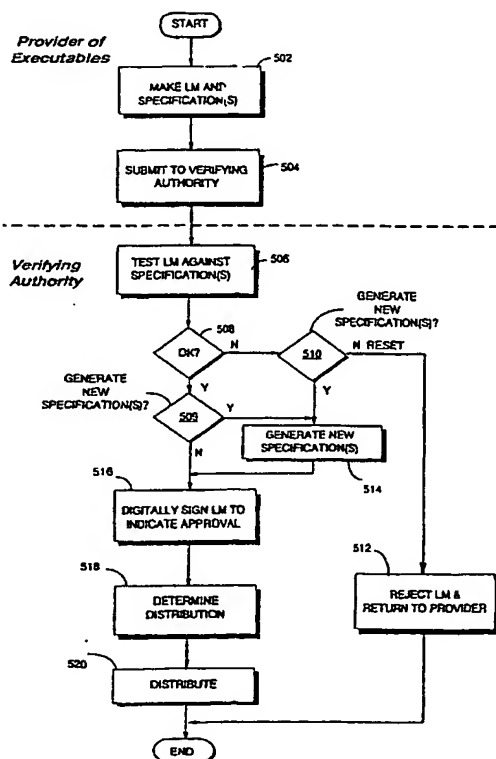 START
Provider of
Executables
502
MAKE LM AND
SPECIFICATION(S)
SUBMIT TO VERIFYING
AUTHORITY
504
Verifying
Authority
TEST LM AGAINST
SPECIFICATION(S)
506
GENERATE
NEW
SPECIFICATION(S)?
508
OK?
N
510
N RESET
GENERATE
NEW
SPECIFICATION(S)?
Y
Y
509
Y
GENERATE NEW
SPECIFICATION(S)
N
514
516
DIGITALLY SIGN LM TO
INDICATE APPROVAL
512
518
REJECT LM &
RETURN TO PROVIDER
DETERMINE
DISTRIBUTION
520
DISTRIBUTE
END